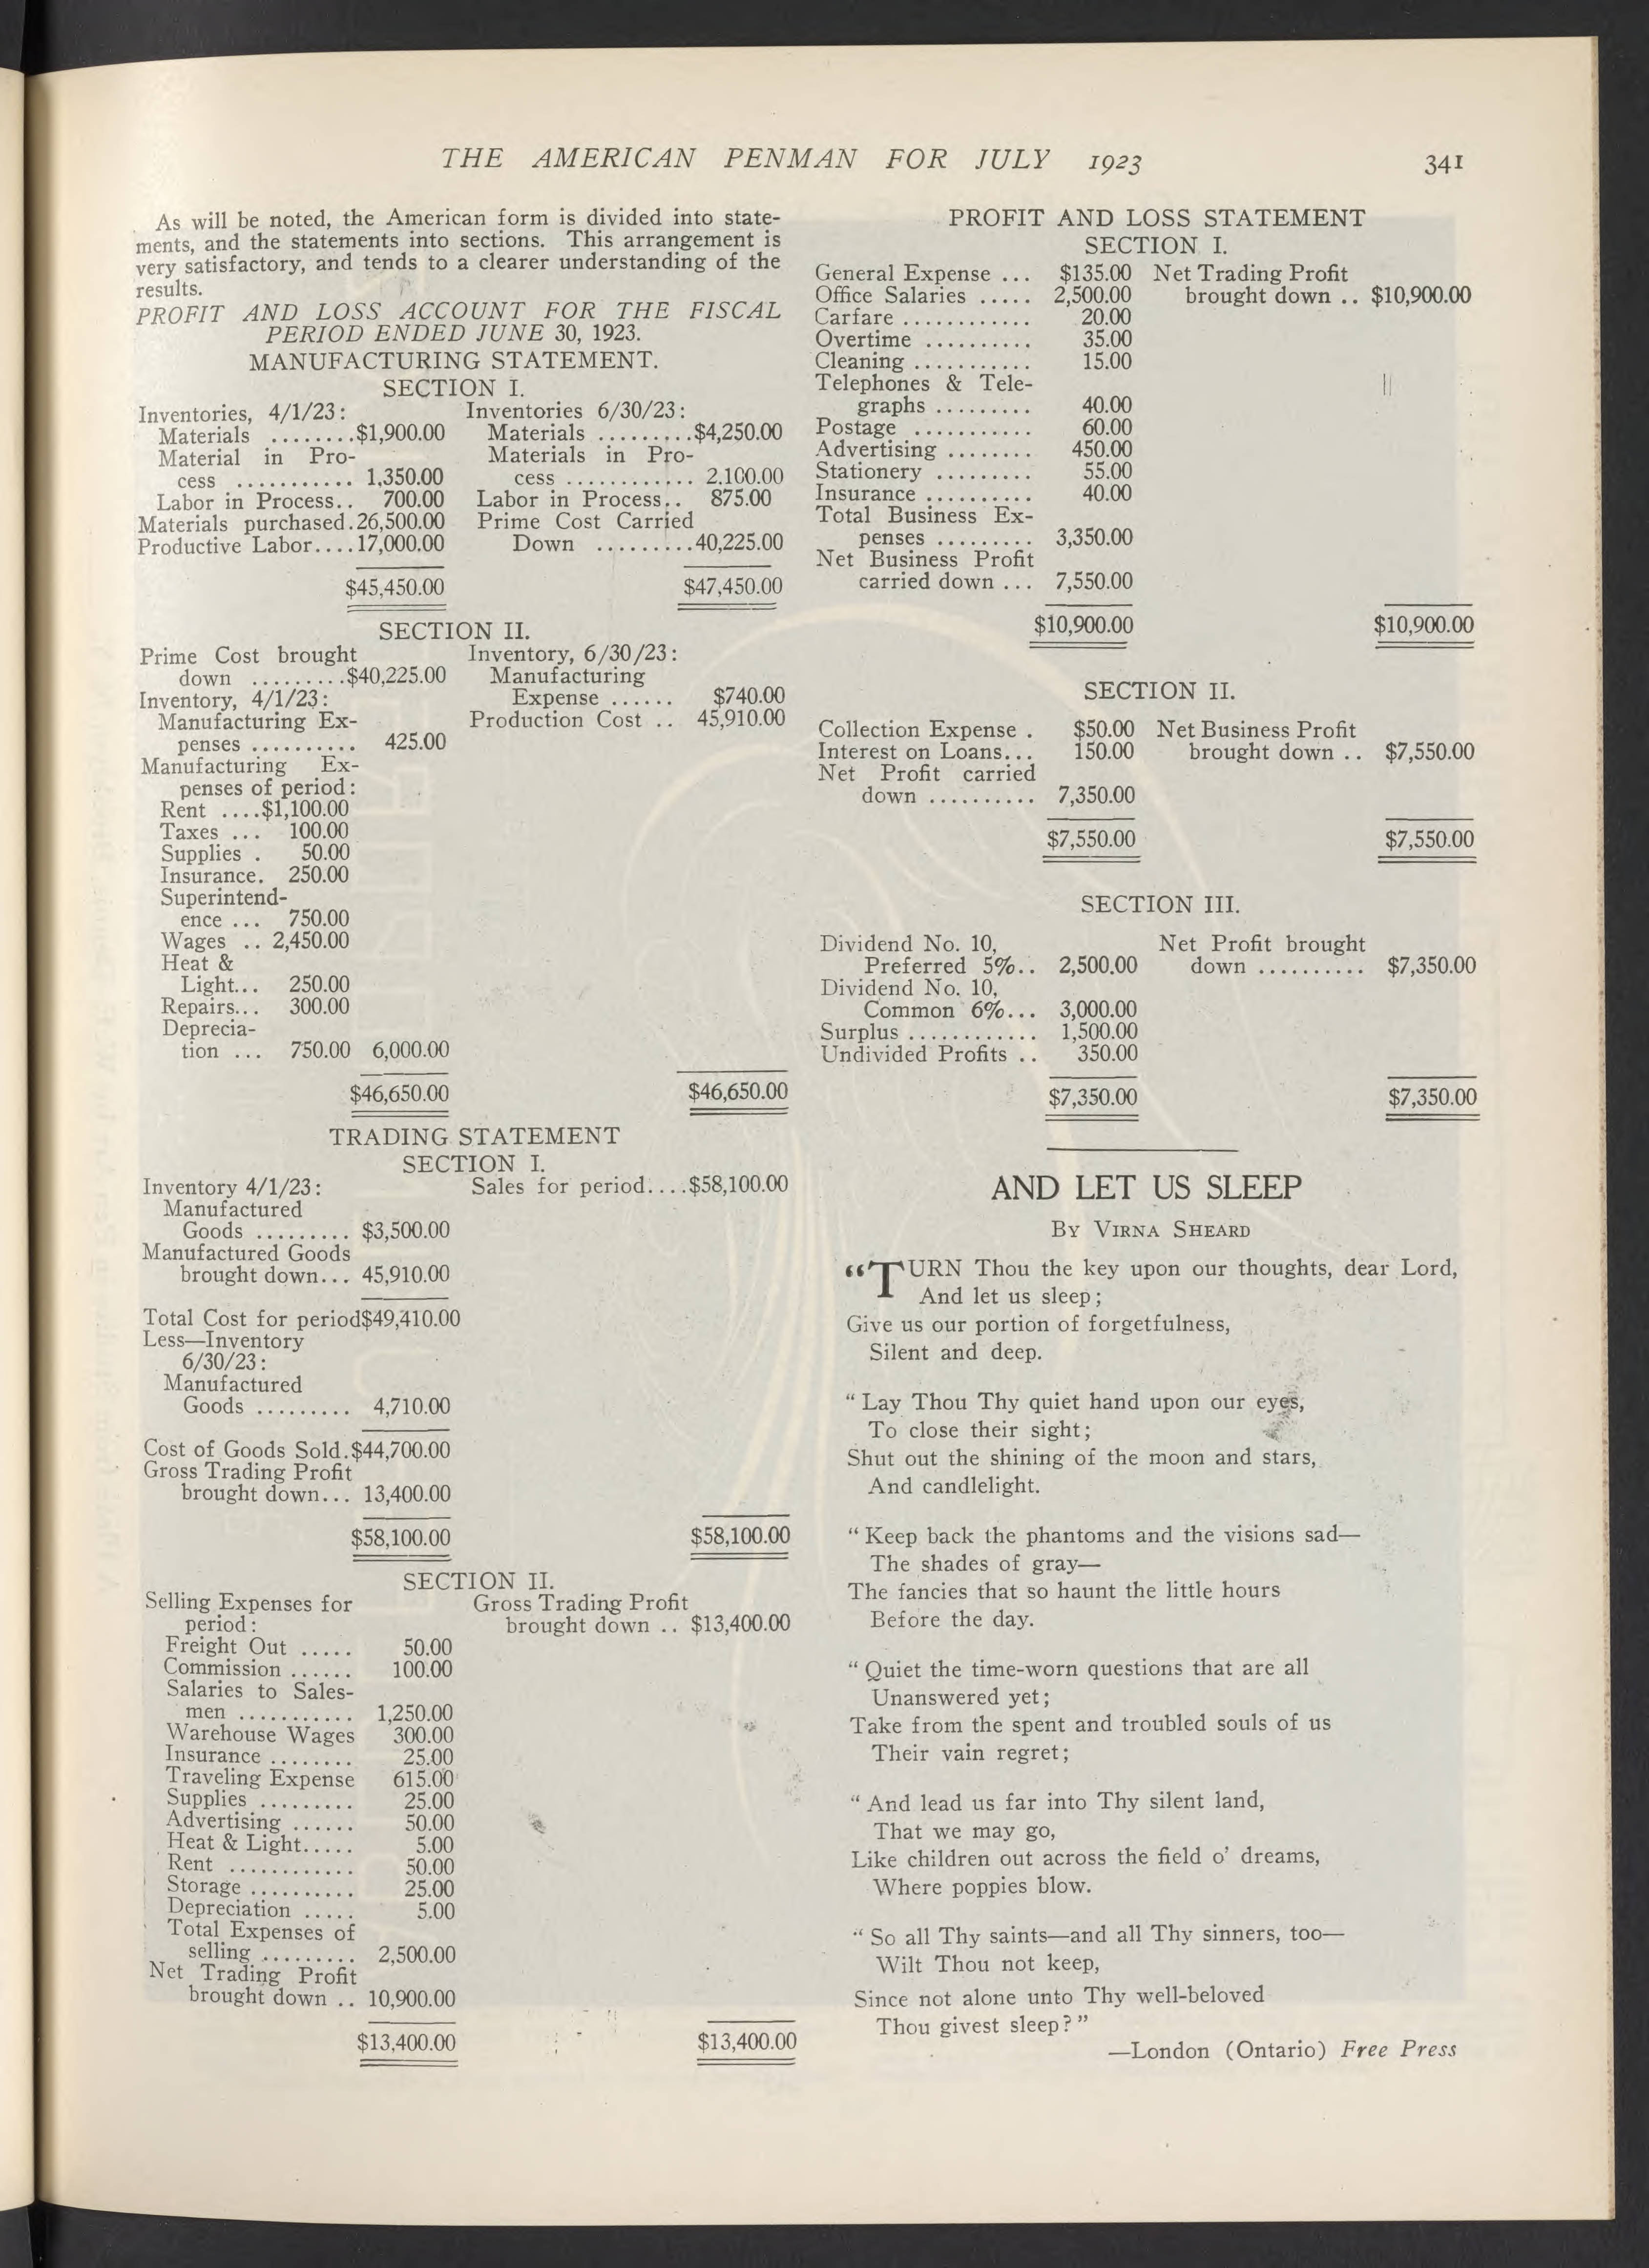 THE AMERICAN PENMAN FOR JULY 1923 341
As will be noted, the American form is divided into state-
ments, and the statements into sections. This arrangement is
very satisfactory, and tends to a clearer understanding of the
results.
PROFIT AND LOSS ACCOUNT FOR THE FISCAL
PERIOD ENDED JUNE 30, 1923.
MANUFACTURING STATEMENT.
SECTION I.
Inventories, 4/1/23: Inventories 6/30/23:
Materials ........$1,900.00 Materials .........$4,250.00
Material in Pro- Materials in Pro-
cess ........... 1,350.00 cess ............ 2.100.00
Labor in Process.. 700.00 Labor in Process.. 875.00
Materials purchased.26,500.00 Prime Cost Carried
Productive Labor....17,000.00 Down .........40,225.00
$45,450.00 $47,450.00
SECTION II.
Prime Cost brought Inventory, 6/30/23:
down .........$40,225.00 Manufacturing
Inventory, 4/1/23: Expense ...... $740.00
Manufacturing Ex- Production Cost .. 45,910.00
penses .......... 425.00
Manufacturing Ex-
penses of period:
Rent ....$1,100.00
Taxes ... 100.00
Supplies . 50.00
Insurance. 250.00
Superintend-
ence ... 750.00
Wages .. 2,450.00
Heat &
Light... 250.00
Repairs... 300.00
Deprecia-
tion ... 750.00 6,000.00
$46,650.00 $46,650.00
TRADING STATEMENT
SECTION I.
Inventory 4/1/23: Sales for period....$58,100.00
Manufactured
Goods ......... $3,500.00
Manufactured Goods
brought down... 45,910.00
Total Cost for period$49,410.00
Less—Inventory
6/30/23:
Manufactured
Goods ......... 4,710.00
Cost of Goods Sold.$44,700.00
Gross Trading Profit
brought down... 13,400.00
$58,100.00 $58,100.00
SECTION II.
Selling Expenses for Gross Trading Profit
period: brought down .. $13,400.00
Freight Out ..... 50.00
Commission ...... 100.00
Salaries to Sales-
men ........... 1,250.00
Warehouse Wages 300.00
Insurance ........ 25.00
Traveling Expense 615.00
Supplies ......... 25.00
Advertising ...... 50.00
Heat & Light..... 5.00
Rent ............ 50.00
Storage .......... 25.00
Depreciation ..... 5.00
Total Expenses of
selling ......... 2,500.00
Net Trading Profit
brought down .. 10,900.00
$13,400.00 $13,400.00
PROFIT AND LOSS STATEMENT
SECTION I.
General Expense ... $135.00 Net Trading Profit
Office Salaries ..... 2,500.00 brought down .. $10,900.00
Carfare ............ 20.00
Overtime .......... 35.00
Cleaning ........... 15.00
Telephones & Tele-
graphs ......... 40.00
Postage ........... 60.00
Advertising ........ 450.00
Stationery ......... 55.00
Insurance .......... 40.00
Total Business Ex-
penses ......... 3,350.00
Net Business Profit
carried down ... 7,550.00
$10,900.00 $10,900.00
SECTION II.
Collection Expense . $50.00 Net Business Profit
Interest on Loans... 150.00 brought down .. $7,550.00
Net Profit carried
down .......... 7,350.00
$7,550.00 $7,550.00
SECTION III.
Dividend No. 10, Net Profit brought
Preferred 5%.. 2,500.00 down .......... $7,350.00
Dividend No. 10,
Common 6%... 3,000.00
Surplus ............ 1,500.00
Undivided Profits .. 350.00
$7,350.00 $7,350.00
AND LET US SLEEP
BY VIRNA SHEARD
“TURN Thou the key upon our thoughts, dear Lord,
And let us sleep;
Give us our portion of forgetfulness,
Silent and deep.
“Lay Thou Thy quiet hand upon our eyes,
To close their sight;
Shut out the shining of the moon and stars,
And candlelight.
“Keep back the phantoms and the visions sad—
The shades of gray—
The fancies that so haunt the little hours
Before the day.
“Quiet the time-worn questions that are all
Unanswered yet;
Take from the spent and troubled souls of us
Their vain regret;
“And lead us far into Thy silent land,
That we may go,
Like children out across the field o’ dreams,
Where poppies blow.
“So all Thy saints—and all Thy sinners, too—
Wilt Thou not keep,
Since not alone unto Thy well-beloved
Thou givest sleep?”
—London (Ontario) Free Press